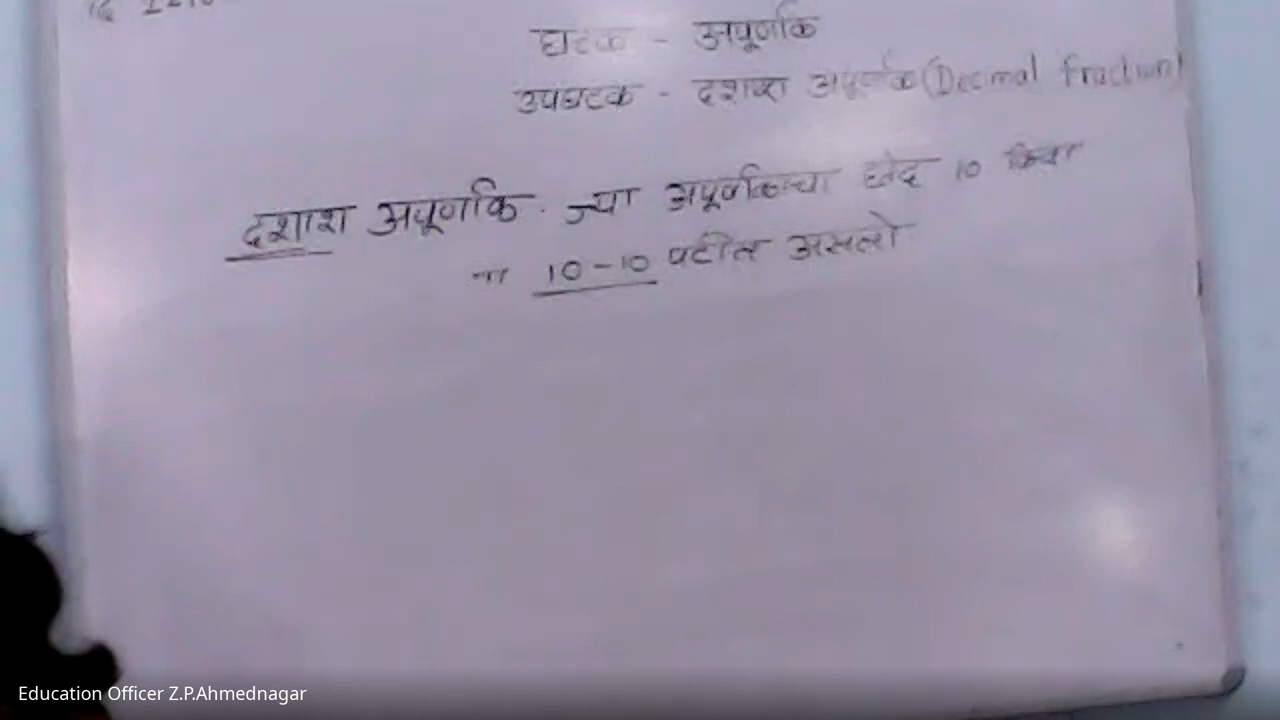 घटक - अपूर्णांक
उपघटक - दशांश अपूर्णांक (Decimal Fraction)
दशांश अपूर्णांक . ज्या अपूर्णांकाचा छेद 10 किंवा
10-10 पटीत असतो
Education Officer Z.P.Ahmednagar